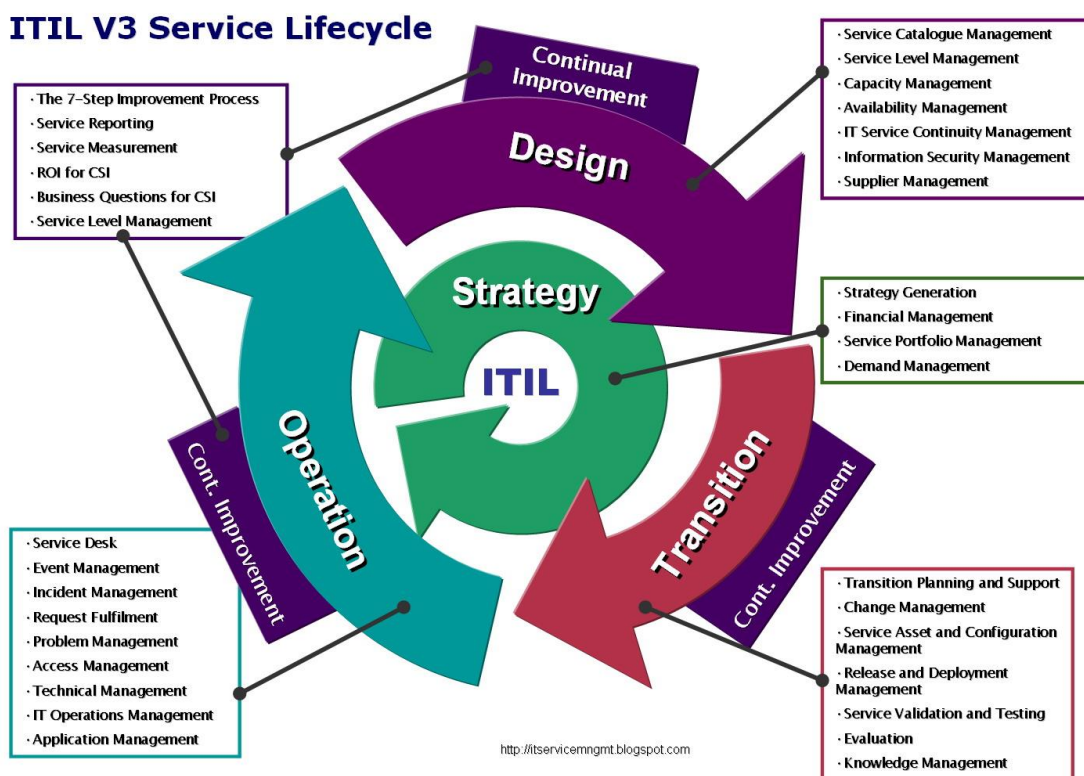 ITIL V3 Service Lifecycle
Continual
Improvement
· The 7-Step Improvement Process
· Service Reporting
· Service Measurement
· ROI for CSI
· Business Questions for CSI
· Service Level Management
· Service Catalogue Management
· Service Level Management
· Capacity Management
· Availability Management
· IT Service Continuity Management
· Information Security Management
· Supplier Management
Design
Strategy
ITIL
· Strategy Generation
· Financial Management
· Service Portfolio Management
· Demand Management
Operation
Transition
Cont. Improvement
Cont. Improvement
· Service Desk
· Event Management
· Incident Management
· Request Fulfilment
· Problem Management
· Access Management
· Technical Management
· IT Operations Management
· Application Management
· Transition Planning and Support
· Change Management
· Service Asset and Configuration
Management
· Release and Deployment
Management
· Service Validation and Testing
· Evaluation
· Knowledge Management
http://itservicemngmt.blogspot.com